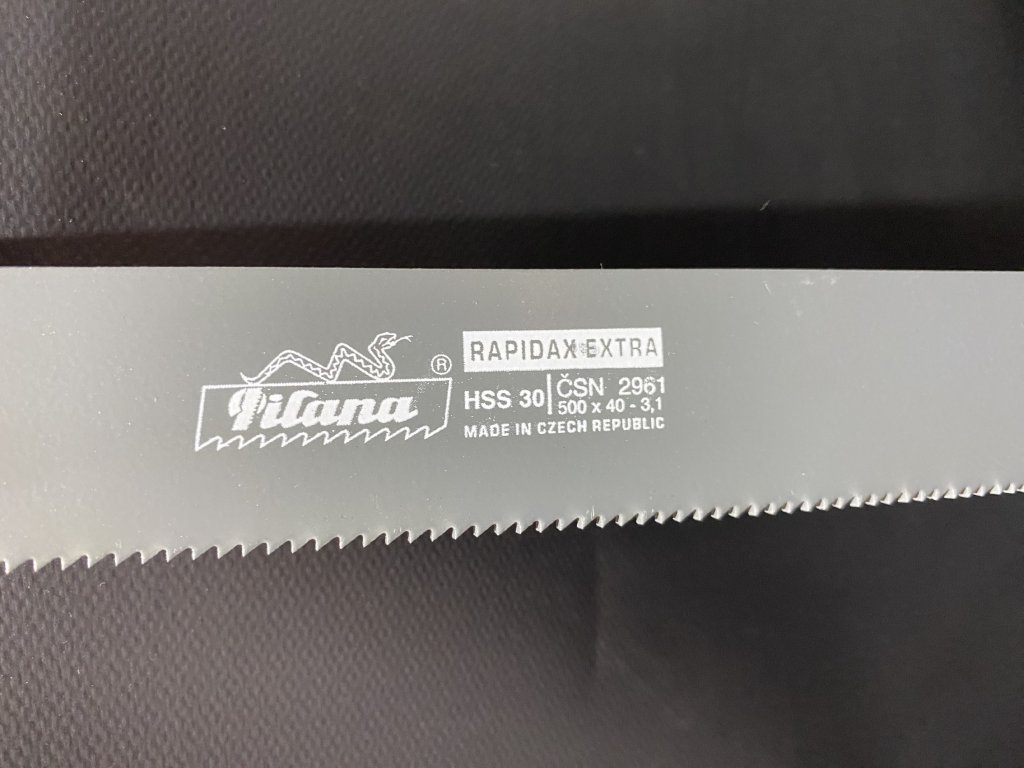 Pilana ®
RAPIDAX EXTRA
HSS 30 ČSN 2961
500 x 40 - 3,1
MADE IN CZECH REPUBLIC